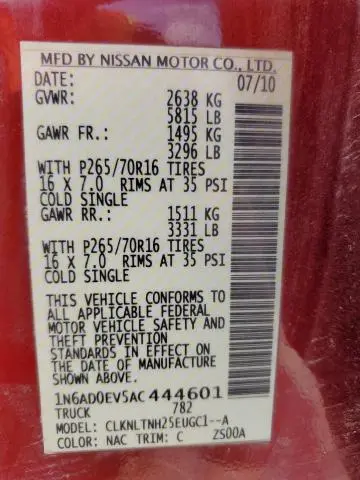 MFD BY NISSAN MOTOR CO., LTD.
DATE: 07/10
GVWR: 2638 KG
5815 LB
GAWR FR.: 1495 KG
3296 LB
WITH P265/70R16 TIRES
16 X 7.0 RIMS AT 35 PSI
COLD SINGLE
GAWR RR.: 1511 KG
3331 LB
WITH P265/70R16 TIRES
16 X 7.0 RIMS AT 35 PSI
COLD SINGLE
THIS VEHICLE CONFORMS TO
ALL APPLICABLE FEDERAL
MOTOR VEHICLE SAFETY AND
THEFT PREVENTION
STANDARDS IN EFFECT ON
THE DATE OF MANUFACTURE
SHOWN ABOVE.
1N6AD0EV5AC 444601
TRUCK 782
MODEL: CLKNLTNH25EUGC1--A
COLOR: NAC TRIM: C ZS00A